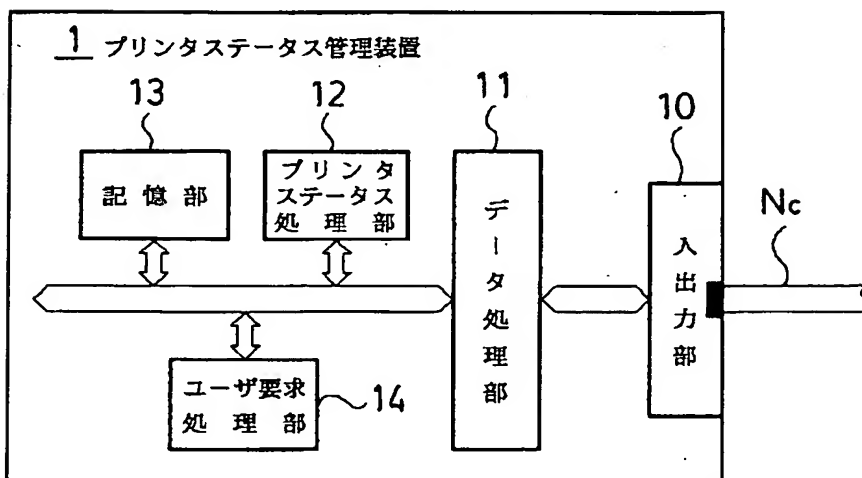 1 プリンタステータス管理装置
13
12
11
10
Nc
記憶部
プリンタ
ステータス
処理部
データ処理部
入出力部
ユーザ要求
処理部
14